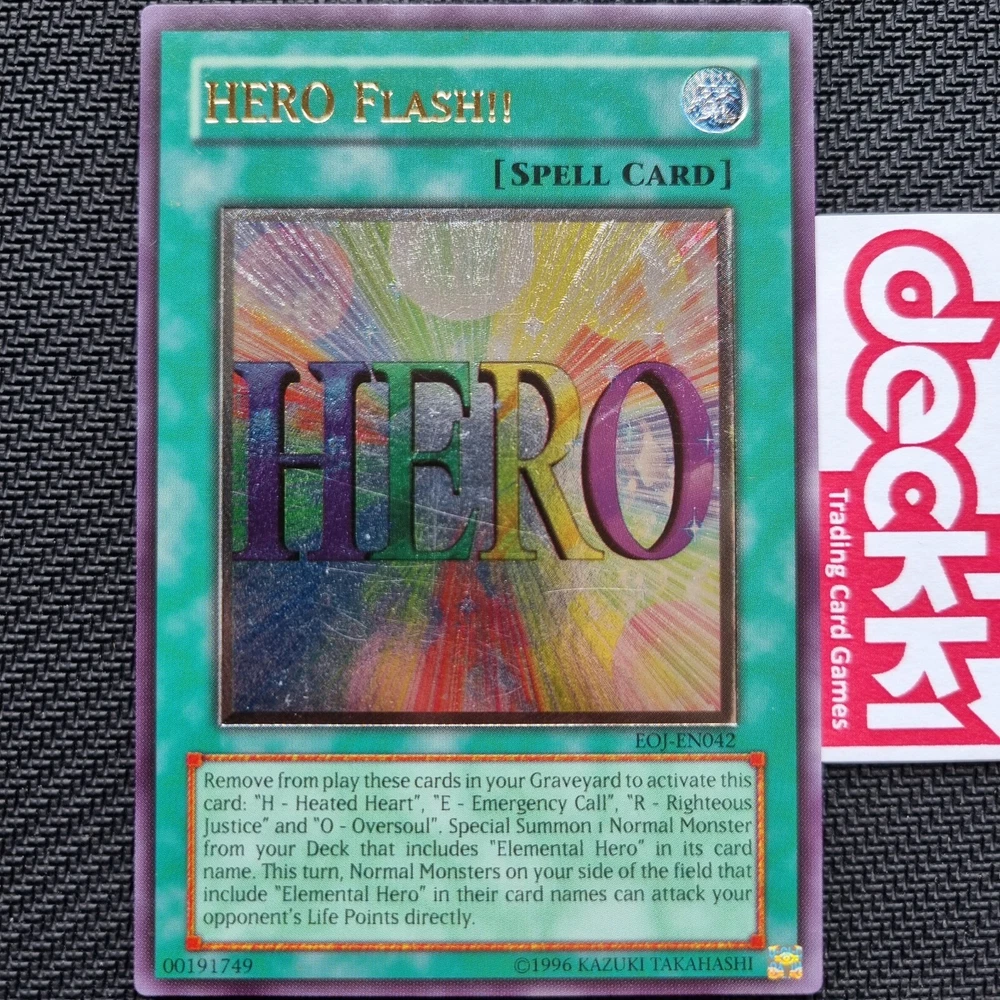 HERO FLASH!!
[SPELL CARD]
HERO
EOJ-EN042
Remove from play these cards in your Graveyard to activate this
card: "H - Heated Heart", "E - Emergency Call", "R - Righteous
Justice" and "O - Oversoul". Special Summon 1 Normal Monster
from your Deck that includes "Elemental Hero" in its card
name. This turn, Normal Monsters on your side of the field that
include "Elemental Hero" in their card names can attack your
opponent's Life Points directly.
00191749
©1996 KAZUKI TAKAHASHI
dekki
Trading Card Games